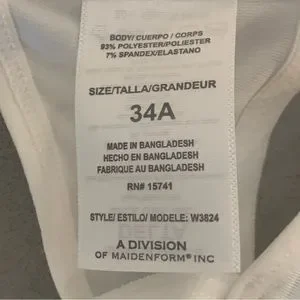 BODY/CUERPO/CORPS
93% POLYESTER/POLIESTER
7% SPANDEX/ELASTANO
SIZE/TALLA/GRANDEUR
34A
MADE IN BANGLADESH
HECHO EN BANGLADESH
FABRIQUE AU BANGLADESH
RN# 15741
STYLE/ESTILO/MODELE: W3824
A DIVISION
OF MAIDENFORM® INC